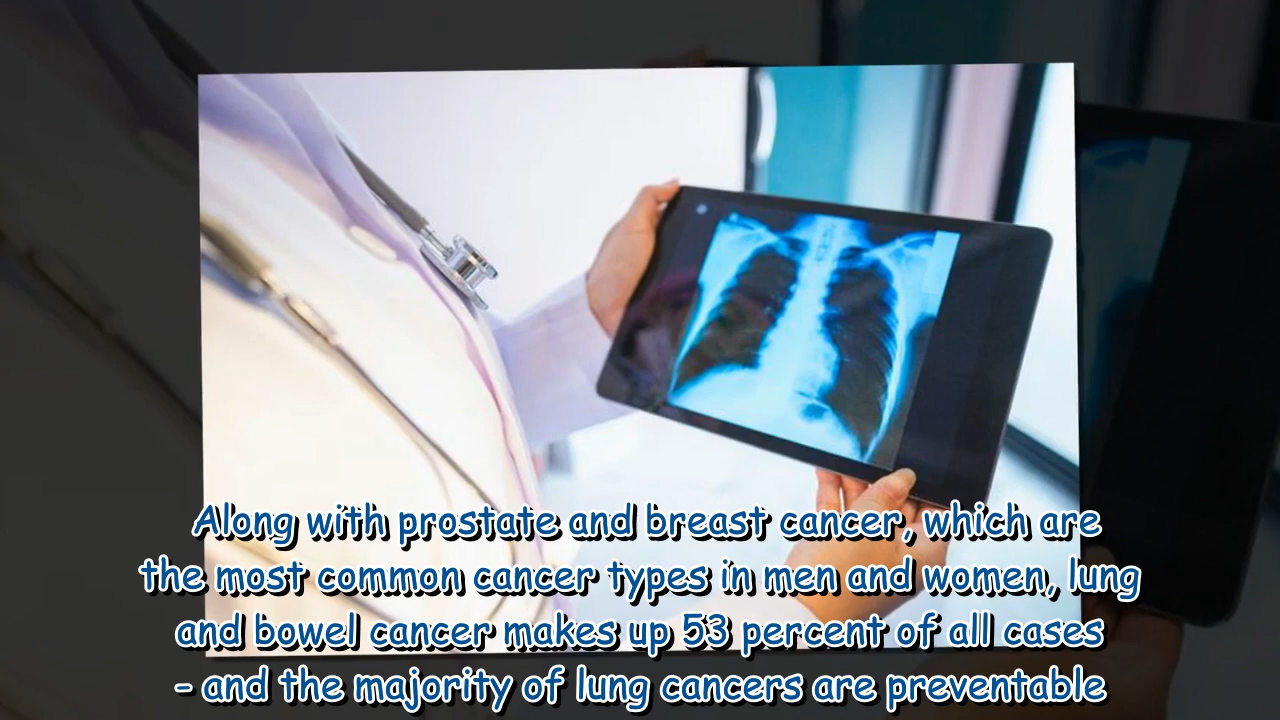 Along with prostate and breast cancer, which are
the most common cancer types in men and women, lung
and bowel cancer makes up 53 percent of all cases
- and the majority of lung cancers are preventable